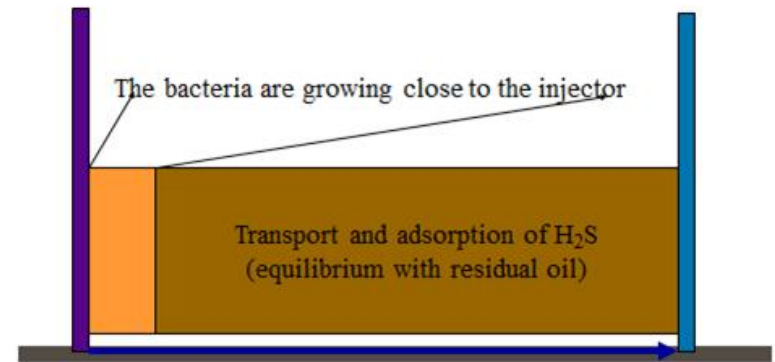 The bacteria are growing close to the injector
Transport and adsorption of H₂S
(equilibrium with residual oil)